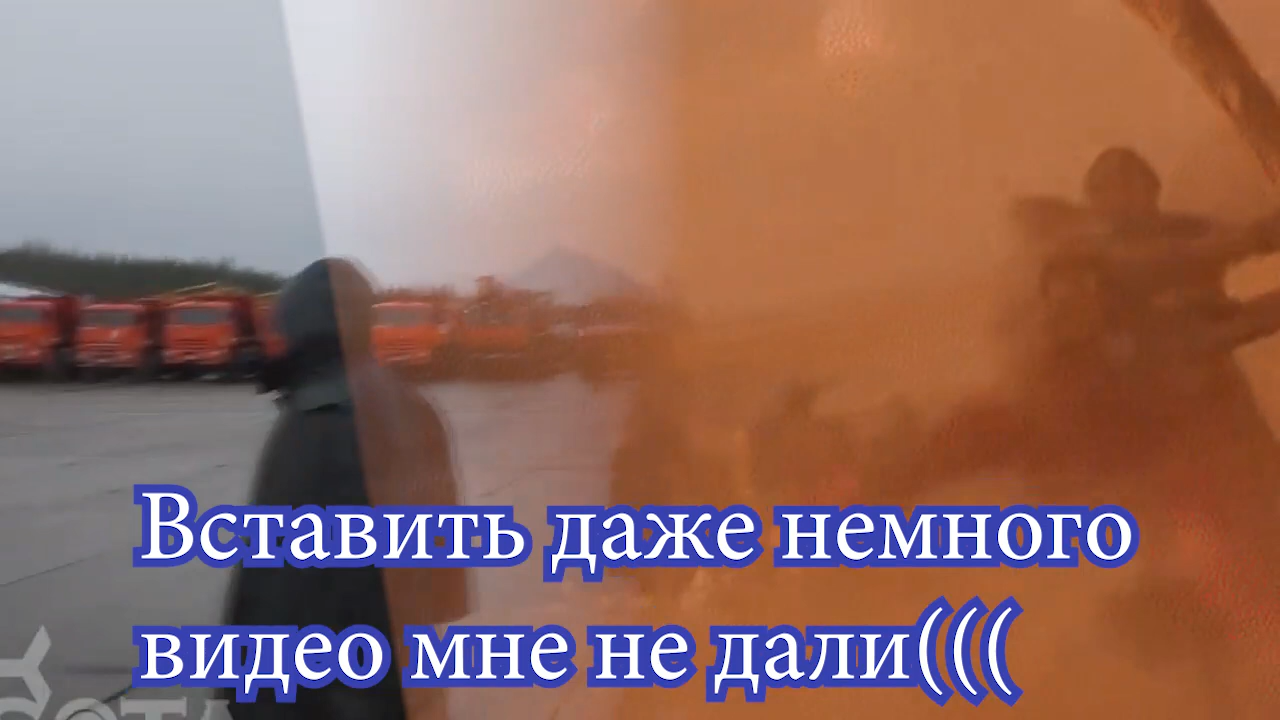 Вставить даже немного
видео мне не дали(((